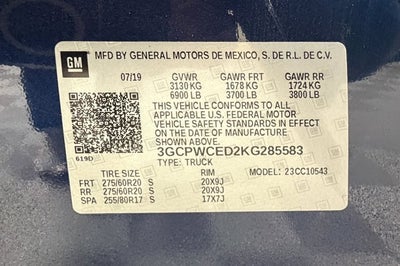 GM
MFD BY GENERAL MOTORS DE MEXICO, S. DE R.L. DE C.V.
07/19 GVWR GAWR FRT GAWR RR
3130 KG 1678 KG 1724 KG
6900 LB 3700 LB 3800 LB
THIS VEHICLE CONFORMS TO ALL
APPLICABLE U.S. FEDERAL MOTOR
VEHICLE SAFETY STANDARDS IN EFFECT
ON THE DATE OF MANUFACTURE
SHOWN ABOVE.
3GCPWCED2KG285583
619D TYPE: TRUCK
TIRE SIZE SPEED RTG RIM MODEL: 23CC10543
FRT 275/60R20 S 20X9J
RR 275/60R20 S 20X9J
SPA 255/80R17 S 17X7J